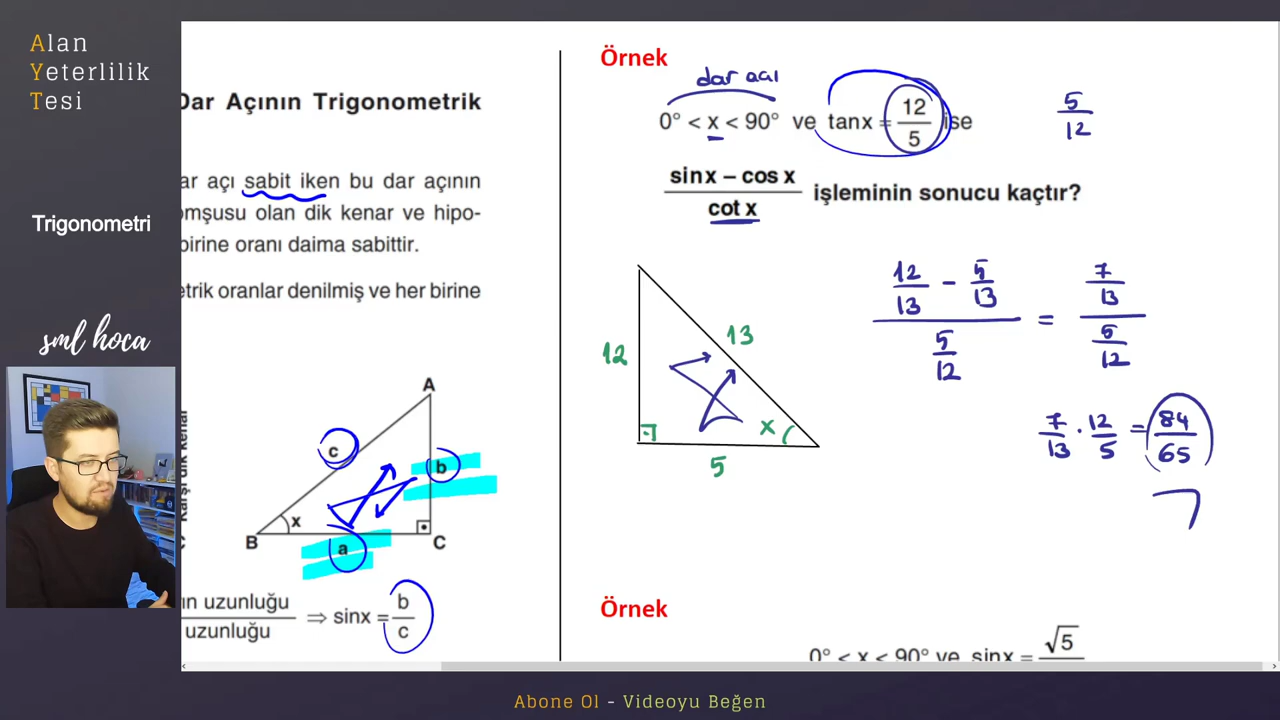 Alan
Yeterlilik
Tesi
Trigonometri
sml hoca
Dar Açının Trigonometrik
ar açı sabit iken bu dar açının
omşusu olan dik kenar ve hipo-
birine oranı daima sabittir.
etrik oranlar denilmiş ve her birine
A
c
b
x
B
a
C
ın uzunluğu
uzunluğu
⇒ sinx = b/c
Örnek
dar açı
0° < x < 90° ve tanx = 12/5 ise
5/12
sinx – cos x
cot x
işleminin sonucu kaçtır?
12
13
x
5
12/13 - 5/13
5/12
=
7/13
5/12
7/13 · 12/5 = 84/65
Örnek
0° < x < 90° ve sinx = √5
Abone Ol - Videoyu Beğen